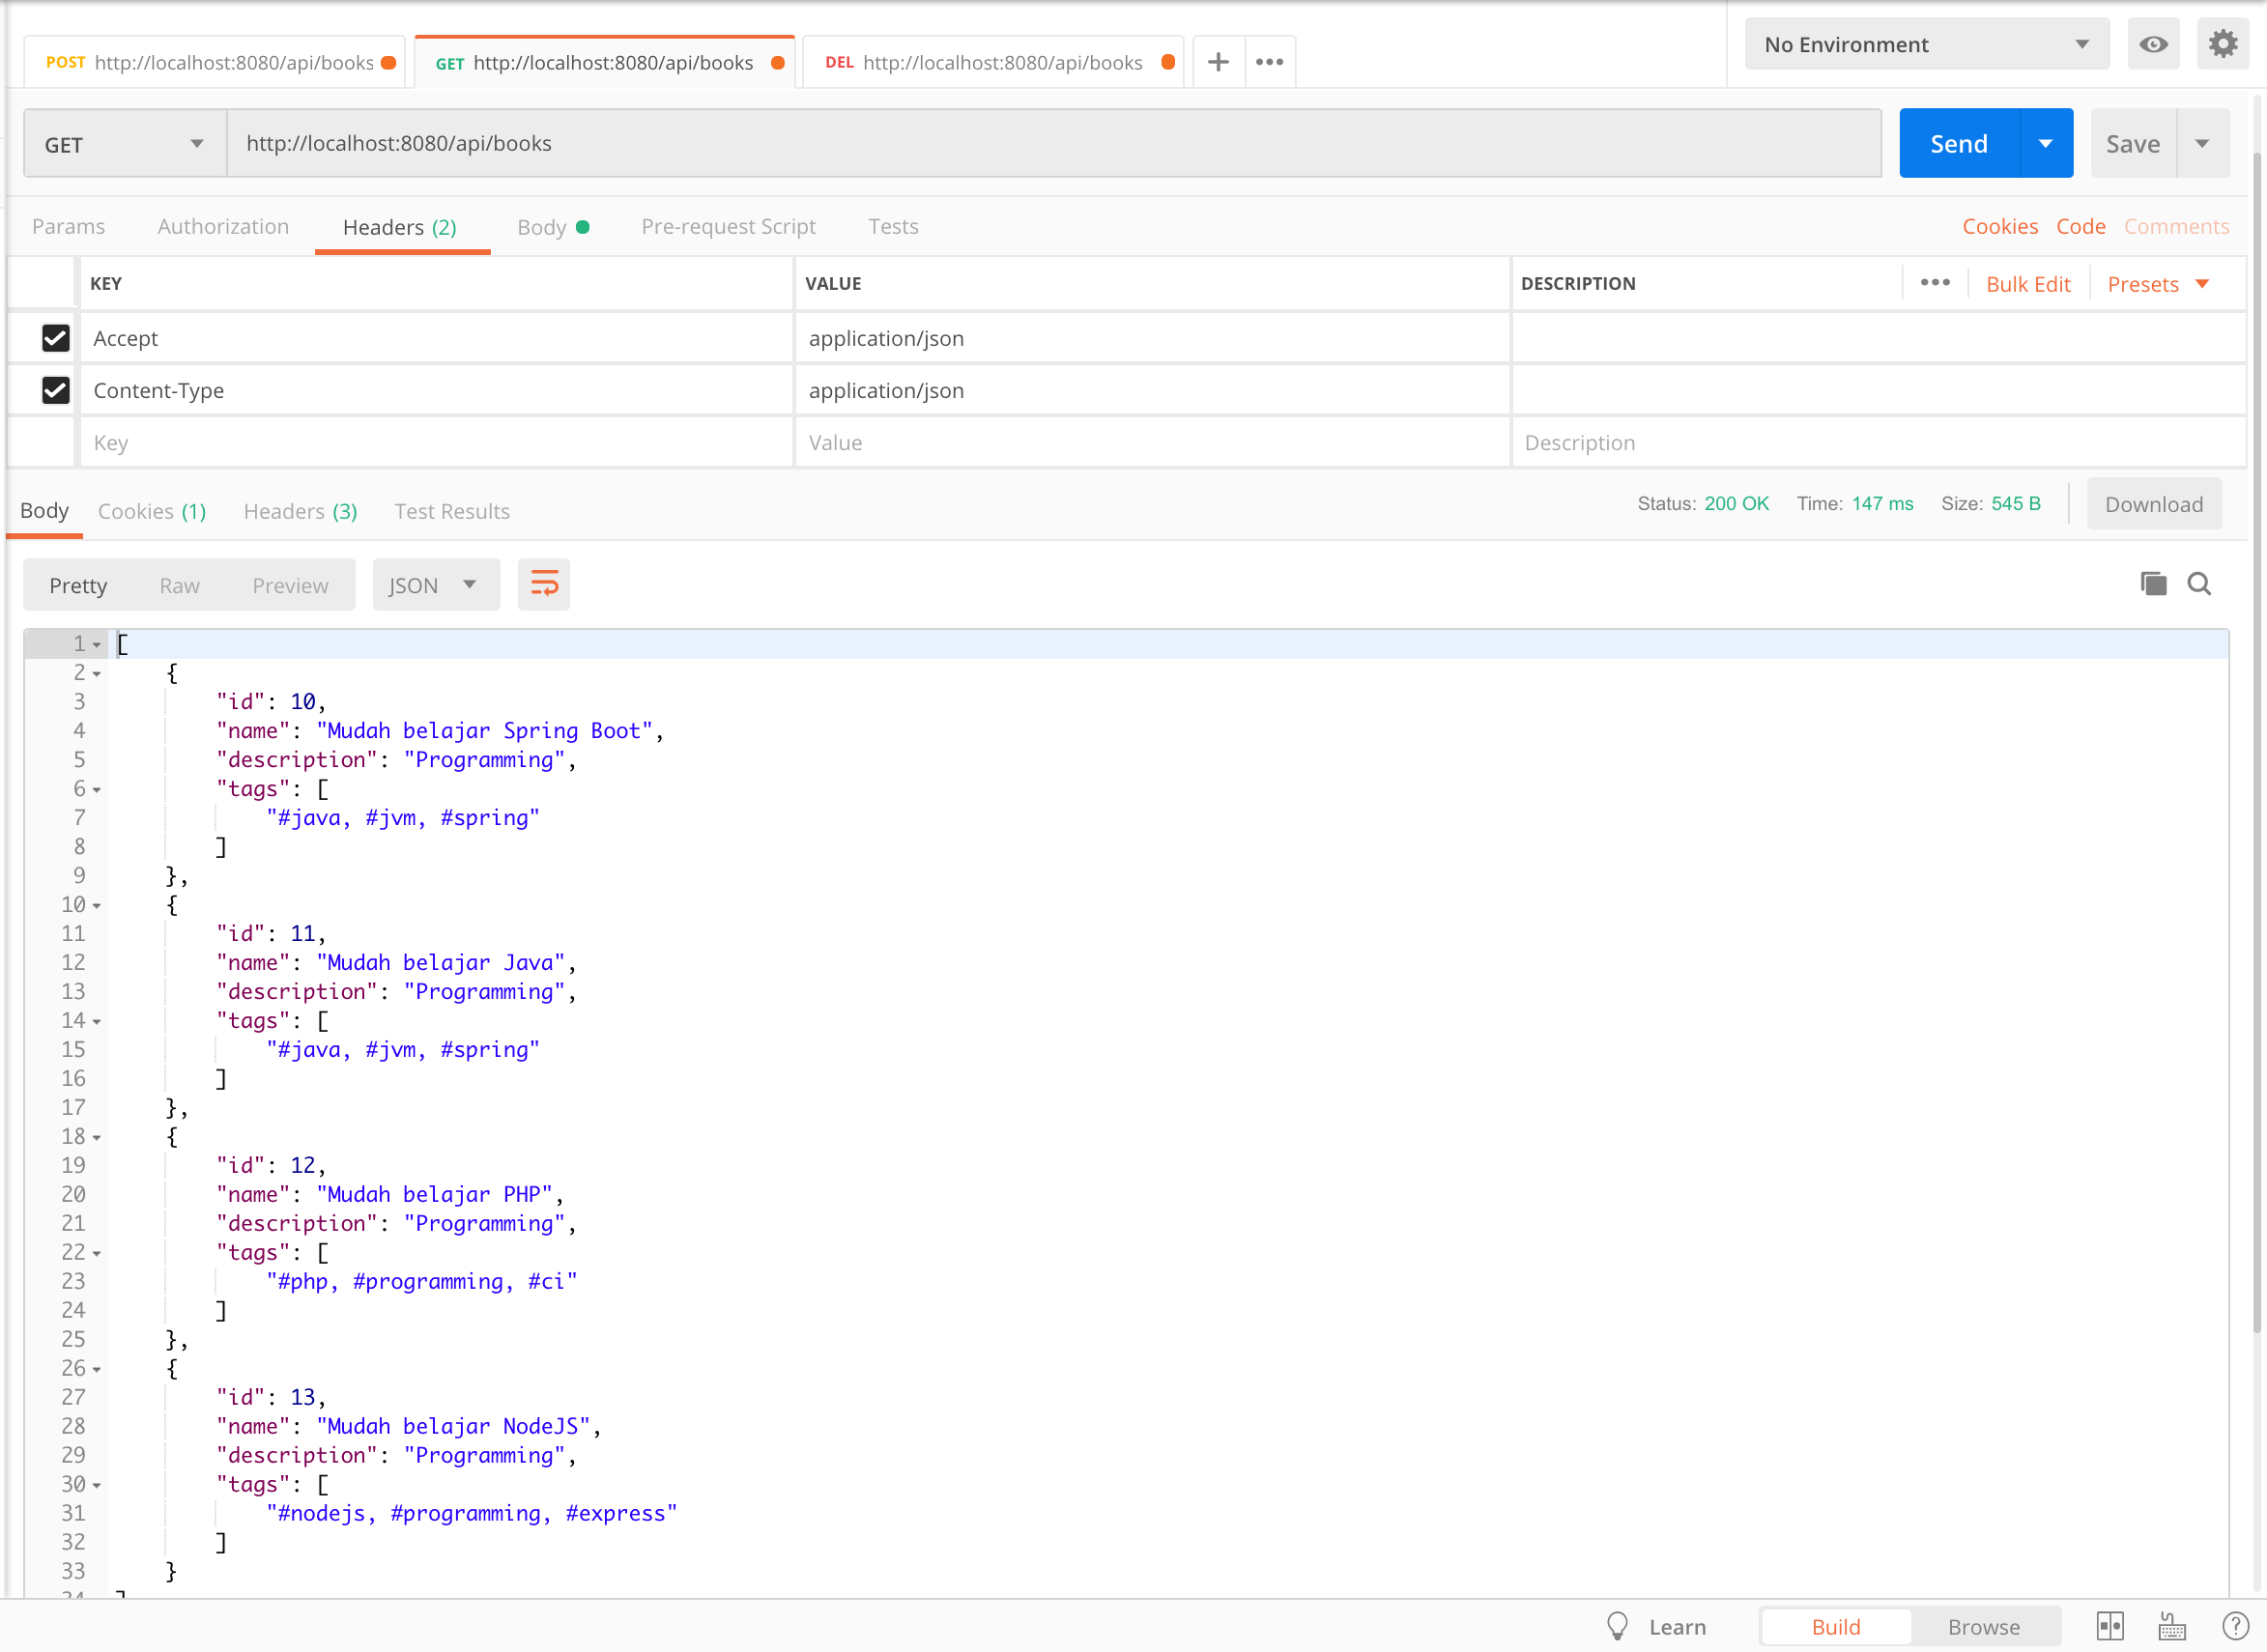 POST http://localhost:8080/api/books GET http://localhost:8080/api/books DEL http://localhost:8080/api/books No Environment
GET http://localhost:8080/api/books Send Save
Params Authorization Headers (2) Body Pre-request Script Tests Cookies Code Comments
KEY VALUE DESCRIPTION Bulk Edit Presets
Accept application/json
Content-Type application/json
Key Value Description
Body Cookies (1) Headers (3) Test Results Status: 200 OK Time: 147 ms Size: 545 B Download
Pretty Raw Preview JSON
1 [
2 {
3 "id": 10,
4 "name": "Mudah belajar Spring Boot",
5 "description": "Programming",
6 "tags": [
7 "#java, #jvm, #spring"
8 ]
9 },
10 {
11 "id": 11,
12 "name": "Mudah belajar Java",
13 "description": "Programming",
14 "tags": [
15 "#java, #jvm, #spring"
16 ]
17 },
18 {
19 "id": 12,
20 "name": "Mudah belajar PHP",
21 "description": "Programming",
22 "tags": [
23 "#php, #programming, #ci"
24 ]
25 },
26 {
27 "id": 13,
28 "name": "Mudah belajar NodeJS",
29 "description": "Programming",
30 "tags": [
31 "#nodejs, #programming, #express"
32 ]
33 }
34 ]
Learn Build Browse